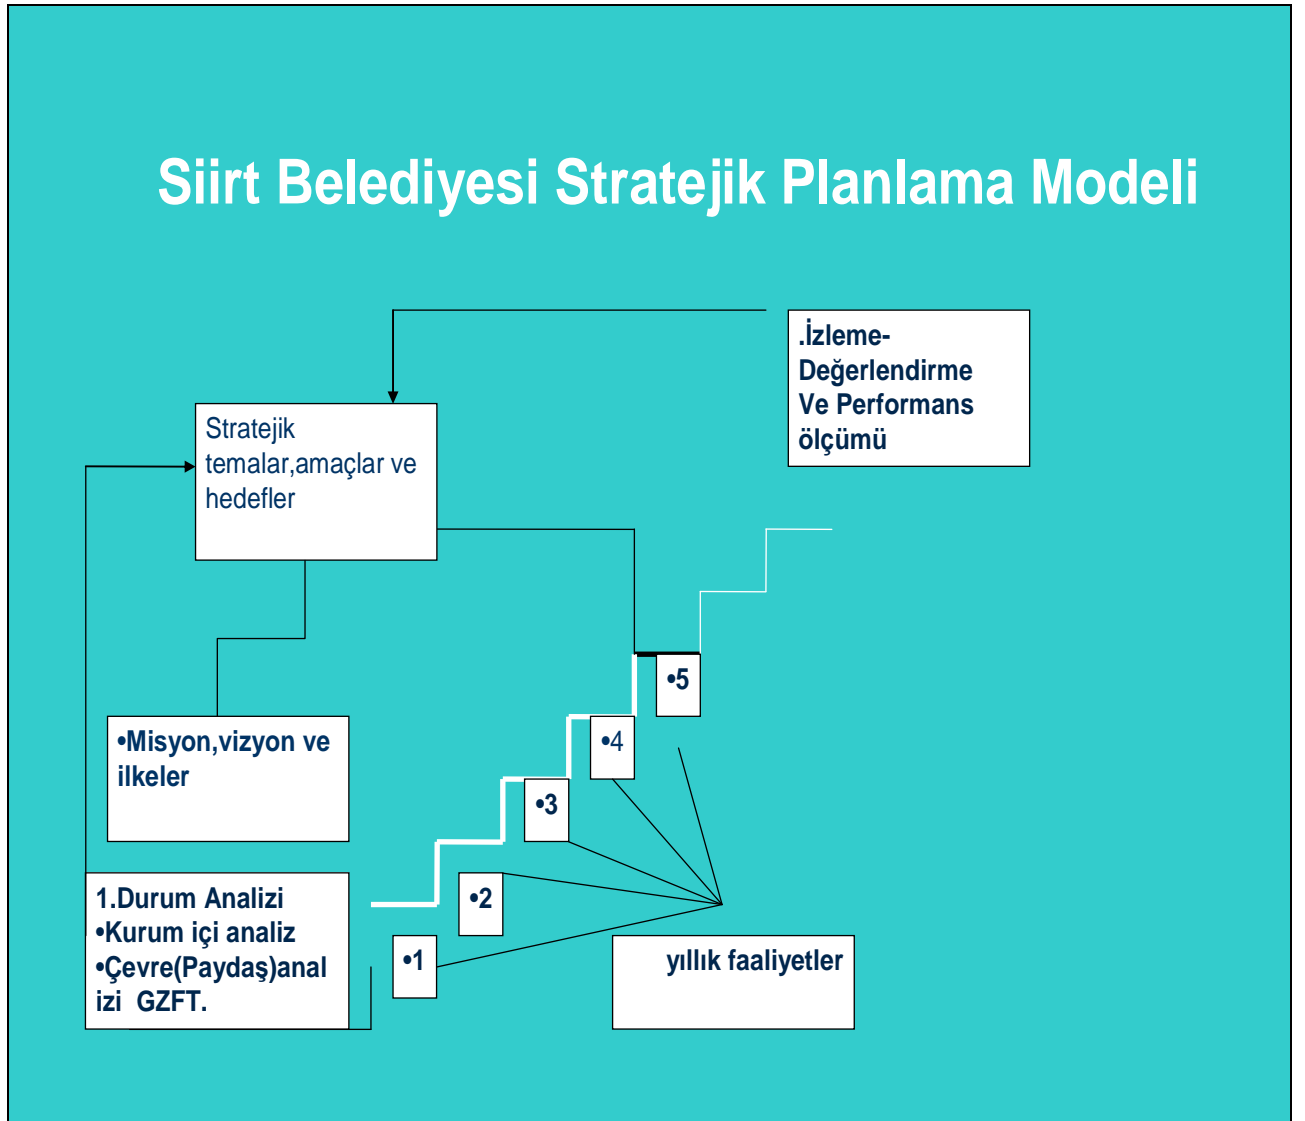 Siirt Belediyesi Stratejik Planlama Modeli
.İzleme-
Değerlendirme
Ve Performans
ölçümü
Stratejik
temalar,amaçlar ve
hedefler
•5
•4
•3
•2
•1
•Misyon,vizyon ve
ilkeler
1.Durum Analizi
•Kurum içi analiz
•Çevre(Paydaş)anal
izi  GZFT.
yıllık faaliyetler